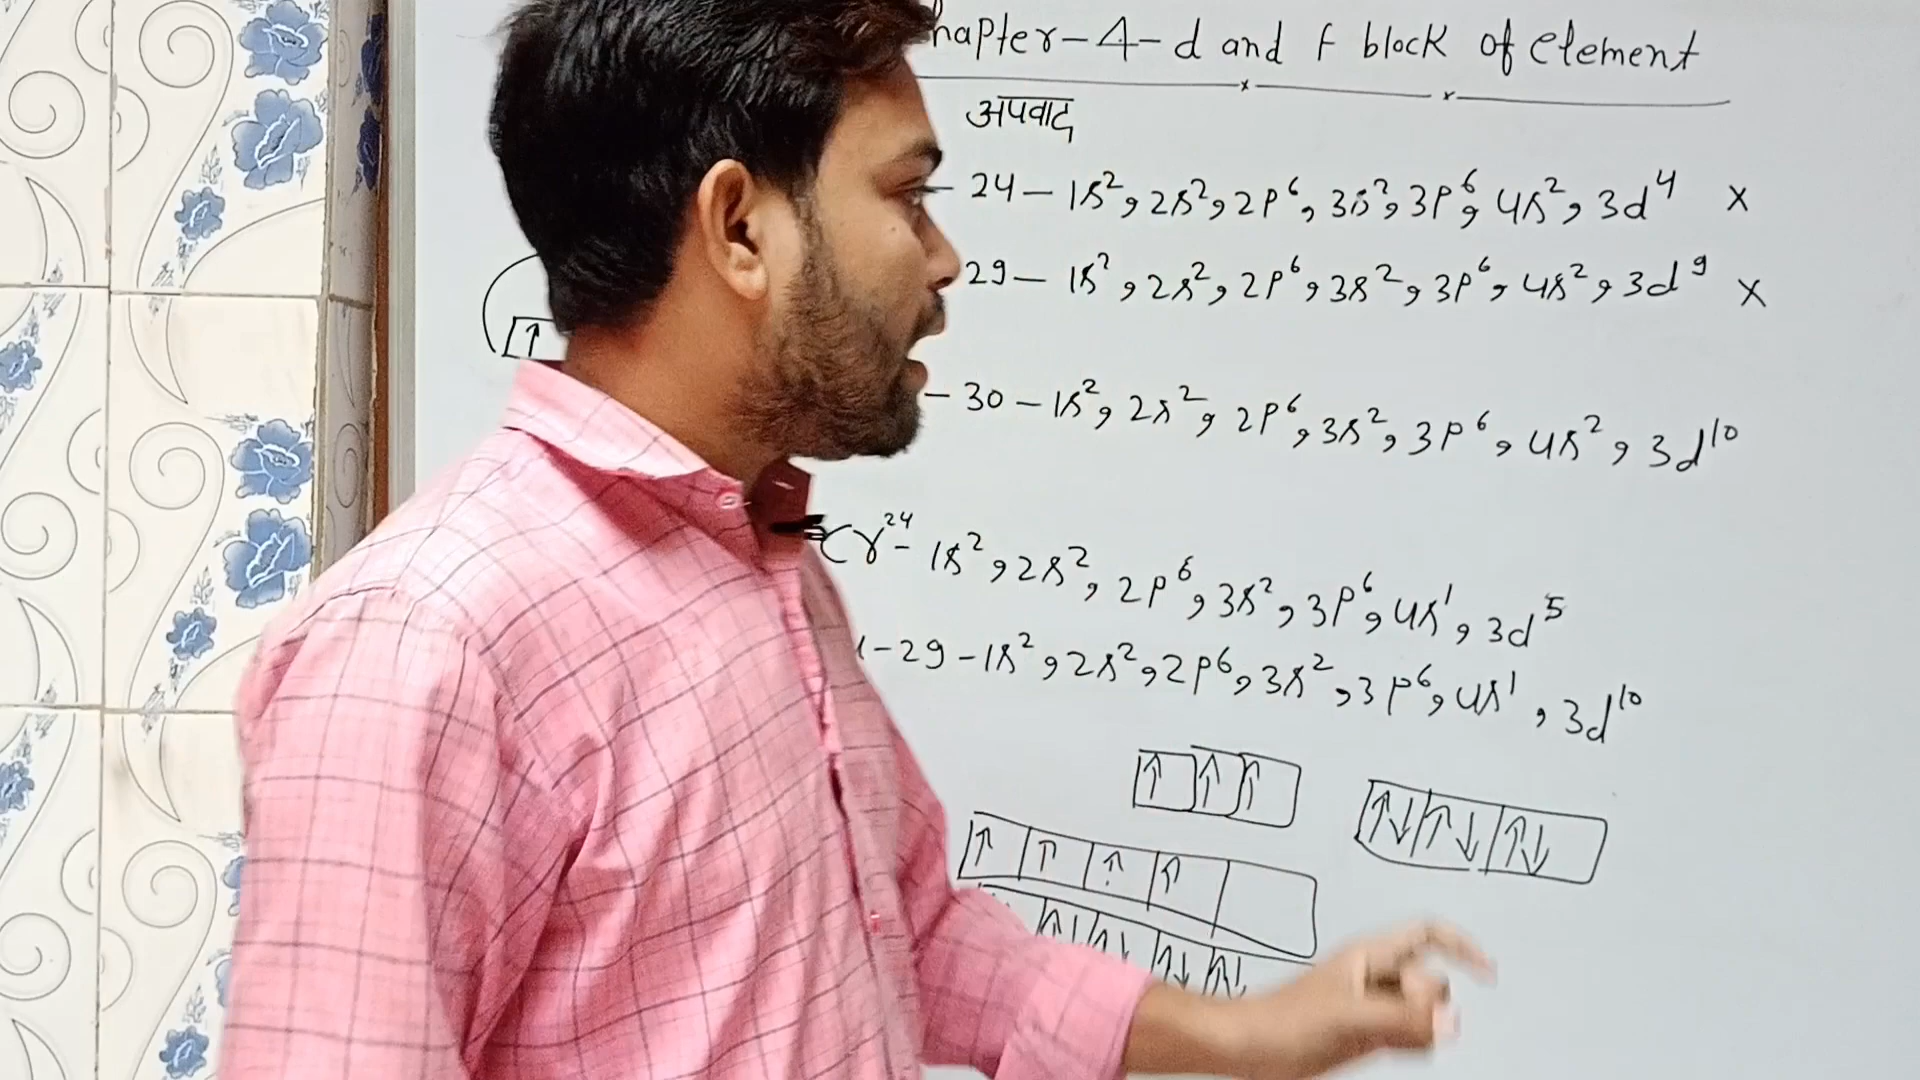 hapter-4-d and f block of element
अपवाद
- 24 - 1s², 2s², 2p⁶, 3s², 3p⁶, 4s², 3d⁴ ×
29 - 1s², 2s², 2p⁶, 3s², 3p⁶, 4s², 3d⁹ ×
- 30 - 1s², 2s², 2p⁶, 3s², 3p⁶, 4s², 3d¹⁰
Cr²⁴ - 1s², 2s², 2p⁶, 3s², 3p⁶, 4s¹, 3d⁵
- 29 - 1s², 2s², 2p⁶, 3s², 3p⁶, 4s¹, 3d¹⁰